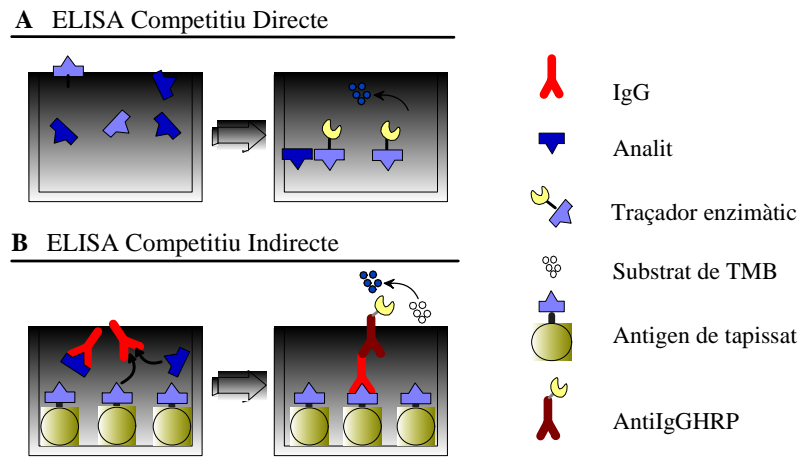 A ELISA Competitiu Directe
IgG
Analit
Traçador enzimàtic
B ELISA Competitiu Indirecte
Substrat de TMB
Antigen de tapissat
AntiIgGHRP